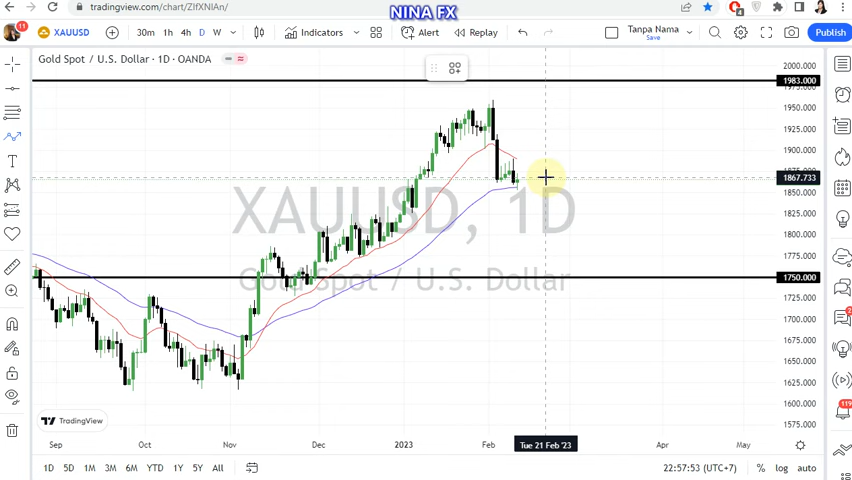 NINA FX
tradingview.com/chart/ZIfXNIAn/
11
XAUUSD
30m 1h 4h D W
Indicators
Alert
Replay
Tanpa Nama
Save
Publish
Gold Spot / U.S. Dollar · 1D · OANDA
XAUUSD, 1D
Gold Spot / U.S. Dollar
2000.000
1983.000
1950.000
1925.000
1900.000
1867.733
1850.000
1825.000
1800.000
1775.000
1750.000
1725.000
1700.000
1675.000
1650.000
1625.000
1600.000
1575.000
TradingView
Sep Oct Nov Dec 2023 Feb Tue 21 Feb '23 Apr May
1D 5D 1M 3M 6M YTD 1Y 5Y All
22:57:53 (UTC+7)
% log auto
119